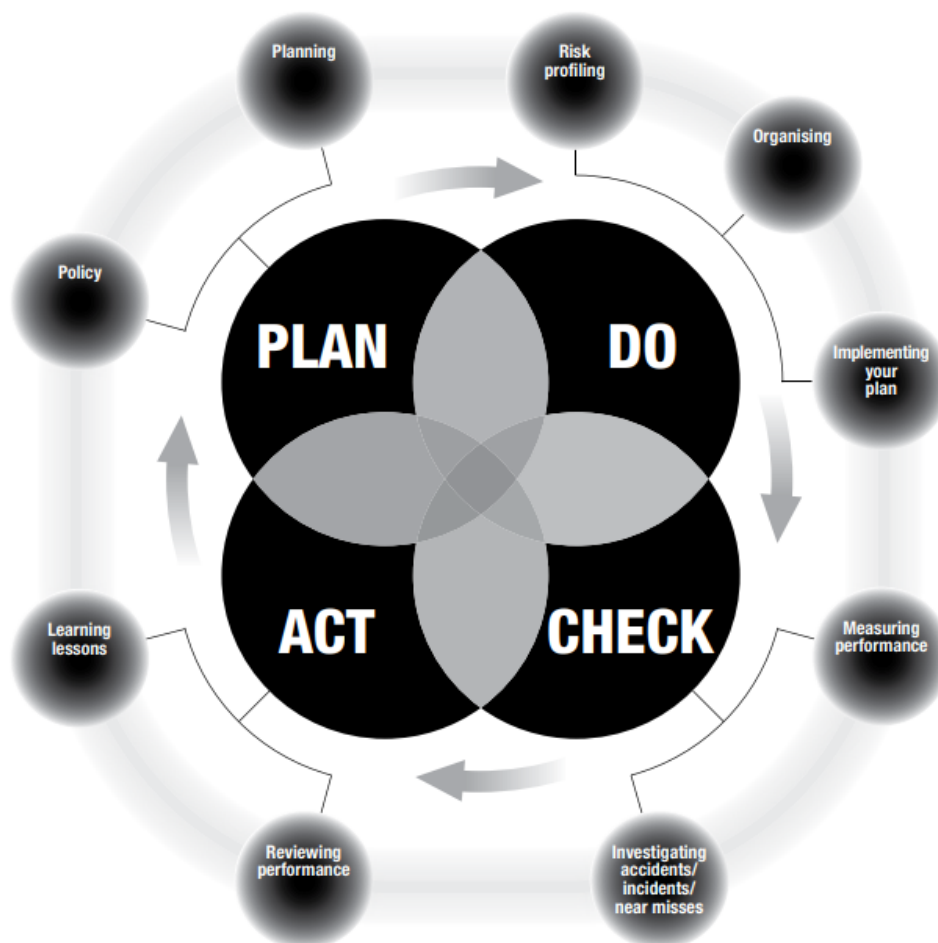 Planning
Risk
profiling
Organising
Policy
PLAN
DO
Implementing
your
plan
Learning
lessons
ACT
CHECK
Measuring
performance
Reviewing
performance
Investigating
accidents/
incidents/
near misses